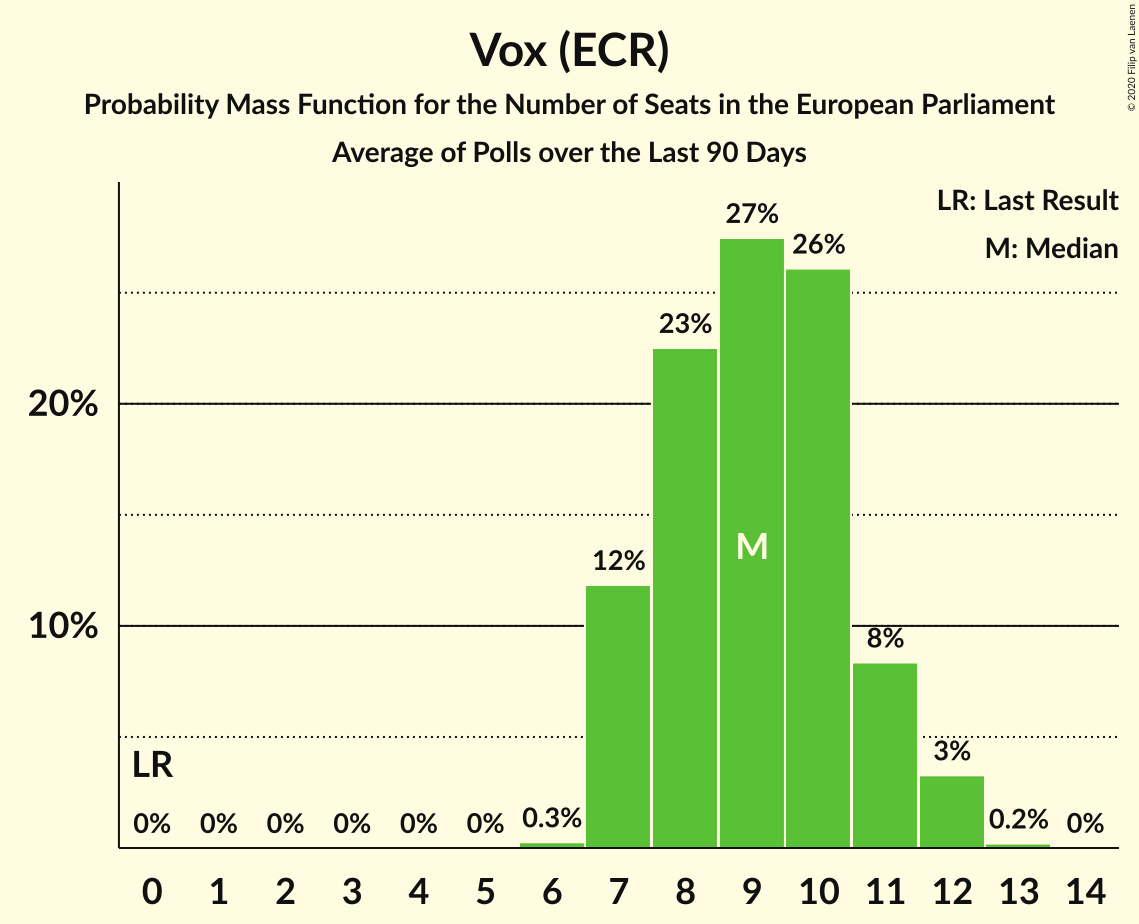 Vox (ECR)
Probability Mass Function for the Number of Seats in the European Parliament
Average of Polls over the Last 90 Days
© 2020 Filip van Laenen
LR: Last Result
M: Median
27%
26%
23%
20%
M
12%
10%
8%
LR
3%
0% 0% 0% 0% 0% 0% 0.3% 0.2% 0%
0 1 2 3 4 5 6 7 8 9 10 11 12 13 14